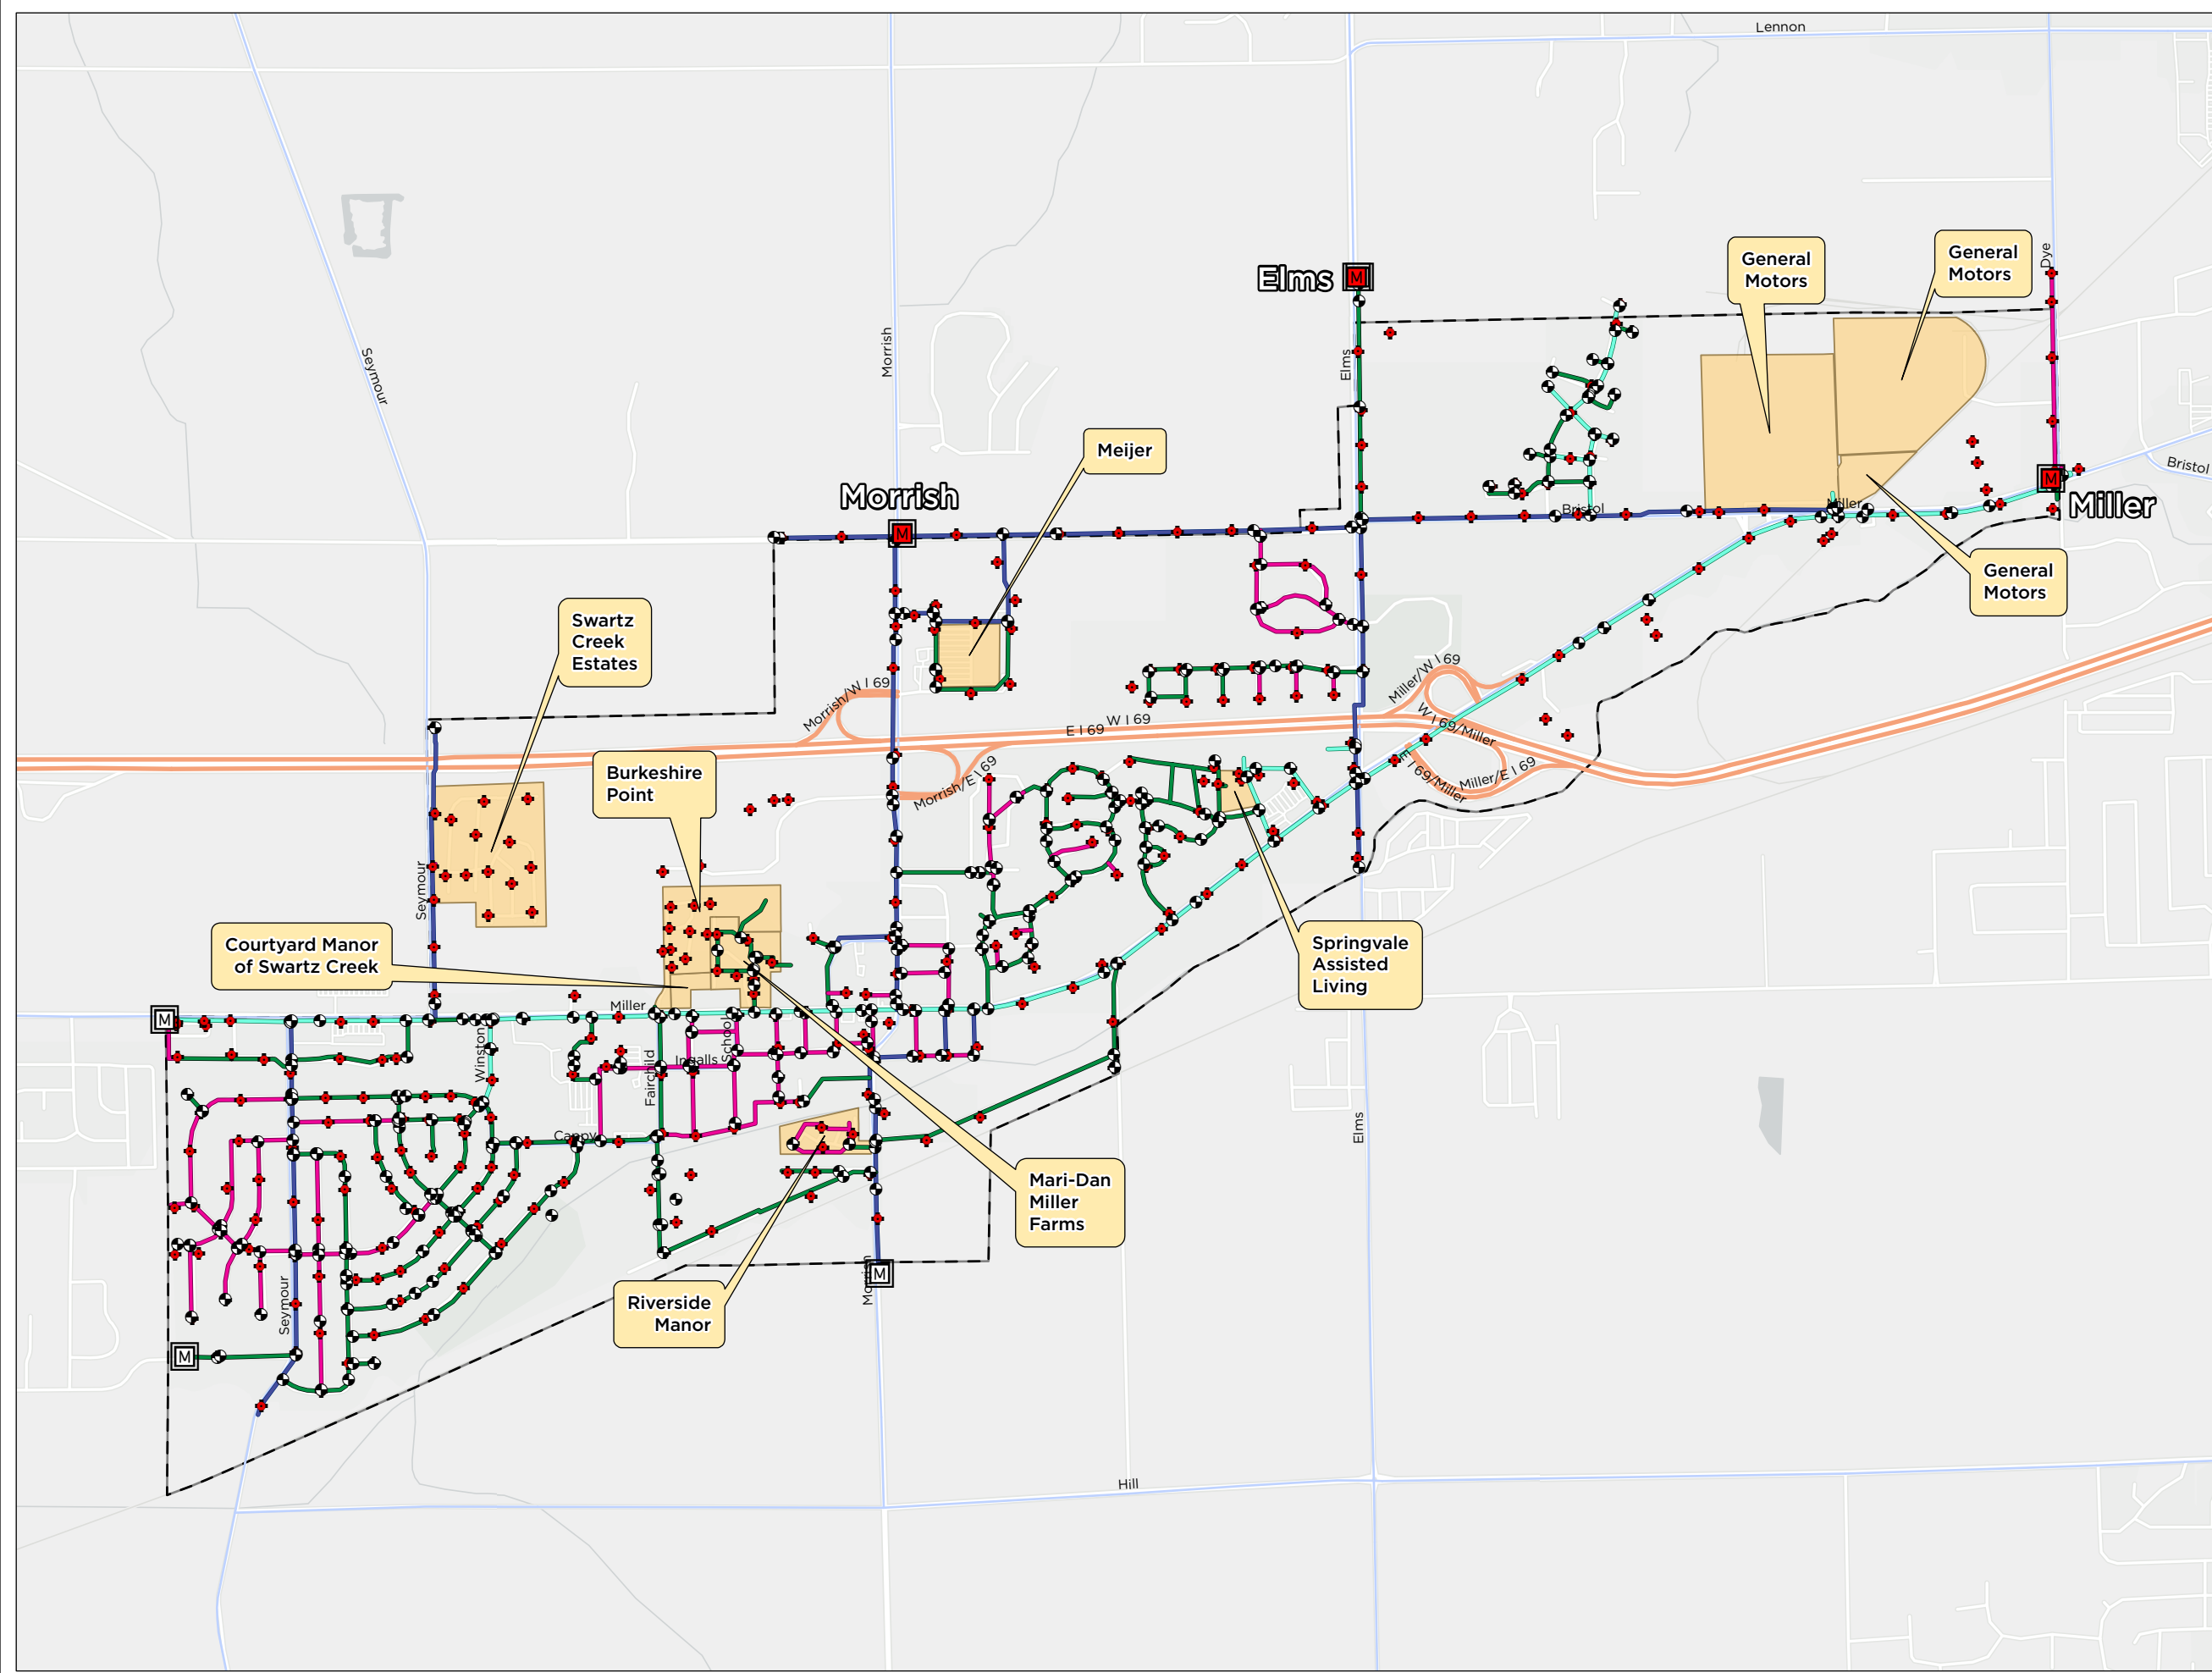 Lennon
Dye
General
Motors
General
Motors
Elms
M
Morrish
Seymour
Elms
Meijer
Bristol
Morrish
M
M
Miller
Miller
Bristol
General
Motors
Swartz
Creek
Estates
Morrish/W I 69
W I 69
E I 69
Miller/W I 69
W I 69/Miller
E I 69/Miller
Miller/E I 69
Morrish/E I 69
Burkeshire
Point
Seymour
Courtyard Manor
of Swartz Creek
Springvale
Assisted
Living
M
Miller
Winston
School
Fairchild
Ingalls
Cappy
Elms
Mari-Dan
Miller
Farms
Morrish
M
Seymour
Riverside
Manor
M
Hill